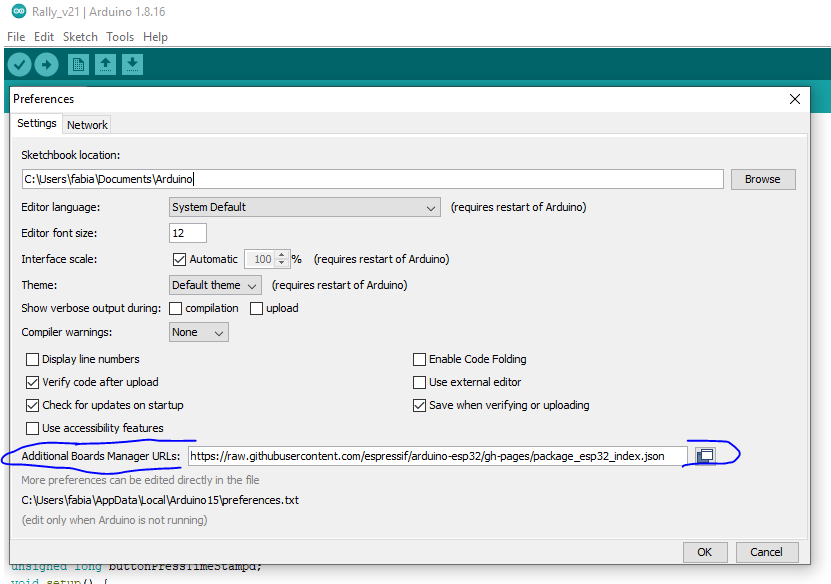 Rally_v21 | Arduino 1.8.16
File Edit Sketch Tools Help
Preferences
Settings Network
Sketchbook location:
C:\Users\fabia\Documents\Arduino
Browse
Editor language: System Default (requires restart of Arduino)
Editor font size: 12
Interface scale: Automatic 100 % (requires restart of Arduino)
Theme: Default theme (requires restart of Arduino)
Show verbose output during: compilation upload
Compiler warnings: None
Display line numbers Enable Code Folding
Verify code after upload Use external editor
Check for updates on startup Save when verifying or uploading
Use accessibility features
Additional Boards Manager URLs: https://raw.githubusercontent.com/espressif/arduino-esp32/gh-pages/package_esp32_index.json
More preferences can be edited directly in the file
C:\Users\fabia\AppData\Local\Arduino15\preferences.txt
(edit only when Arduino is not running)
OK Cancel
unsigned long buttonPressTimeStampd;
void setup() {